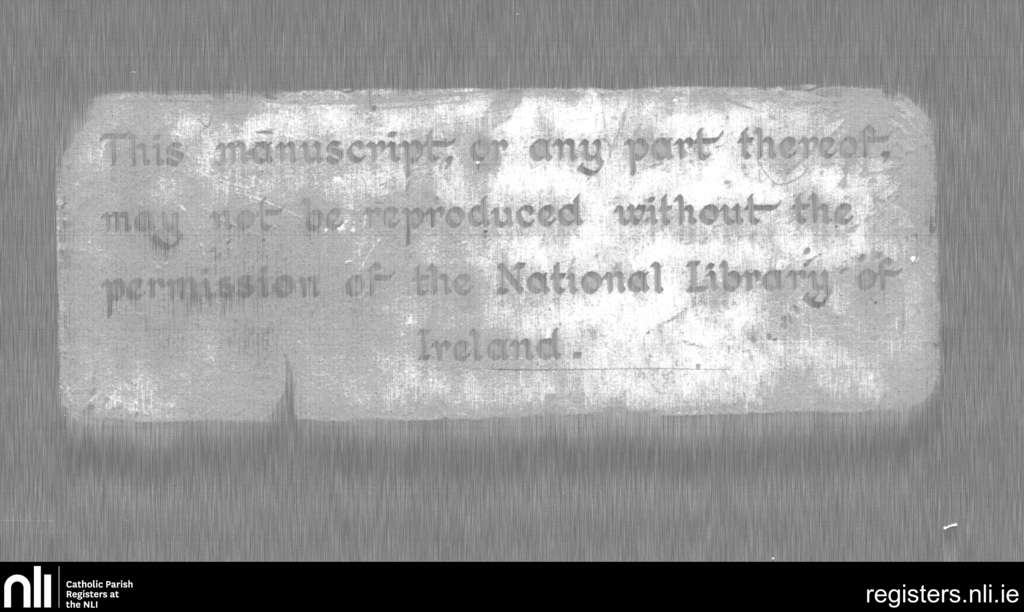 This manuscript, or any part thereof,
may not be reproduced without the
permission of the National Library of
Ireland.
nli
Catholic Parish
Registers at
the NLI
registers.nli.ie